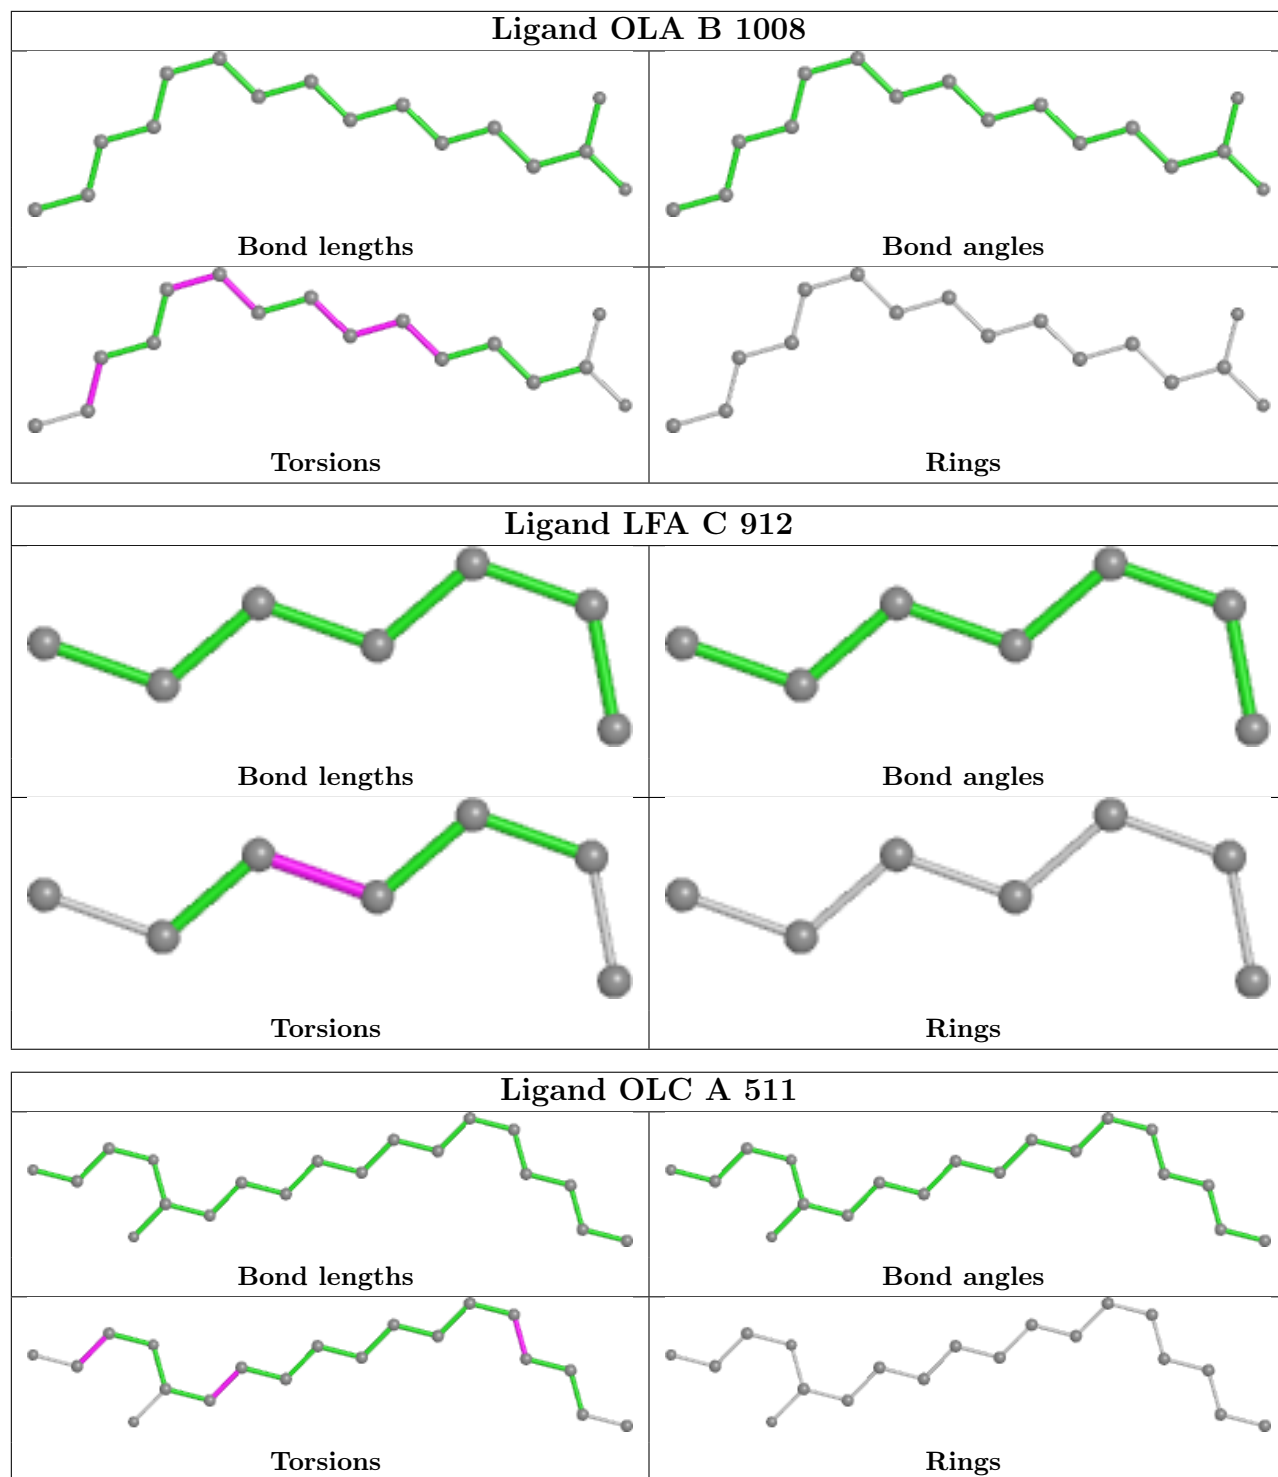 Ligand OLA B 1008
Bond lengths
Bond angles
Torsions
Rings
Ligand LFA C 912
Bond lengths
Bond angles
Torsions
Rings
Ligand OLC A 511
Bond lengths
Bond angles
Torsions
Rings